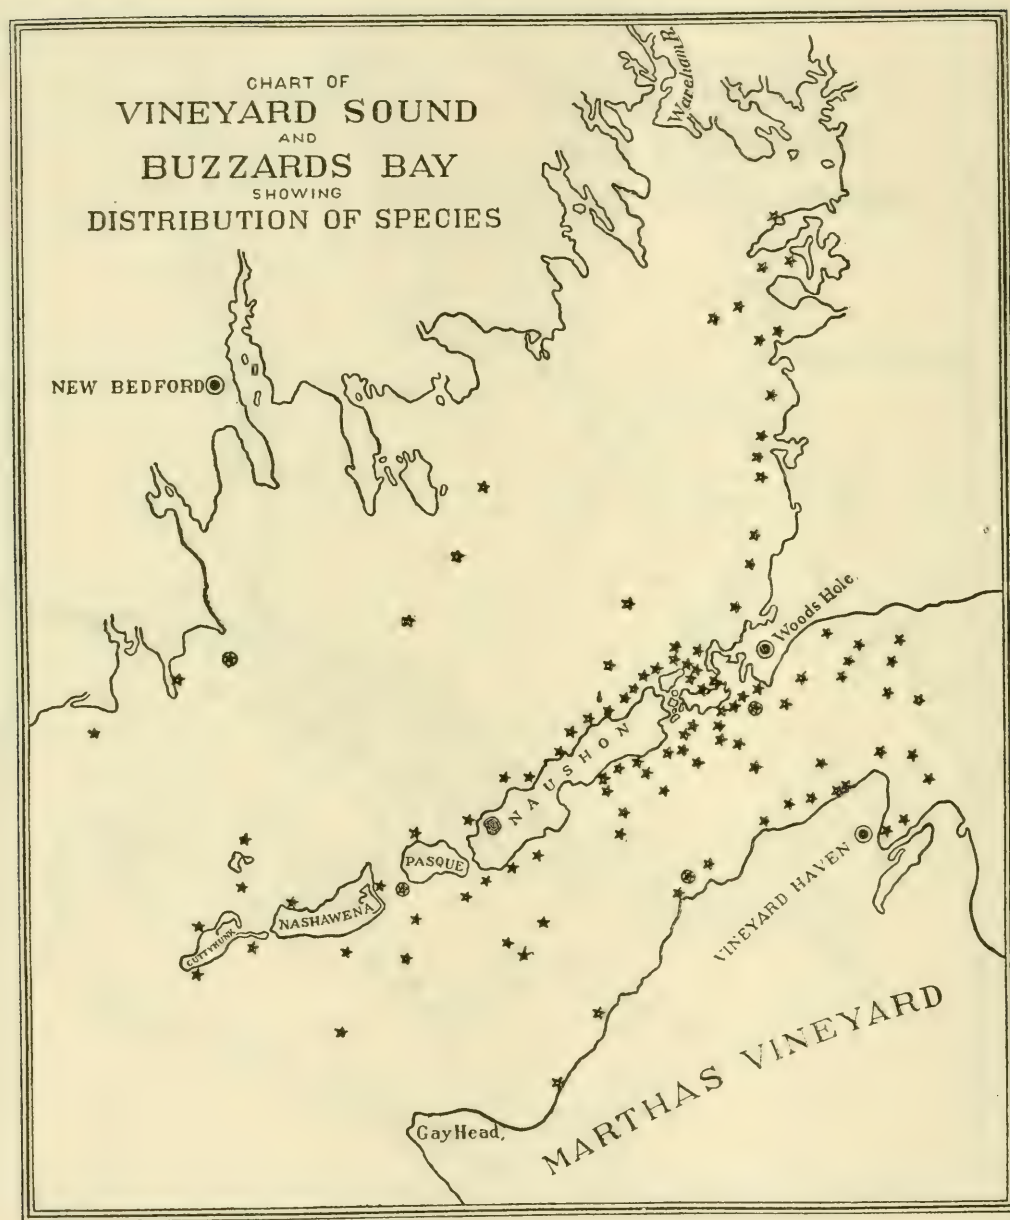 CHART OF
VINEYARD SOUND
AND
BUZZARDS BAY
SHOWING
DISTRIBUTION OF SPECIES
Wareham R.
NEW BEDFORD
Woods Hole.
NAUSHON
PASQUE
NASHAWENA
CUTTYHUNK
VINEYARD HAVEN
MARTHAS VINEYARD
Gay Head,